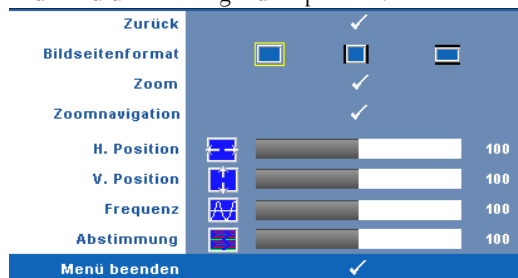 Zurück
Bildseitenformat
Zoom
Zoomnavigation
H. Position 100
V. Position 100
Frequenz 100
Abstimmung 100
Menü beenden